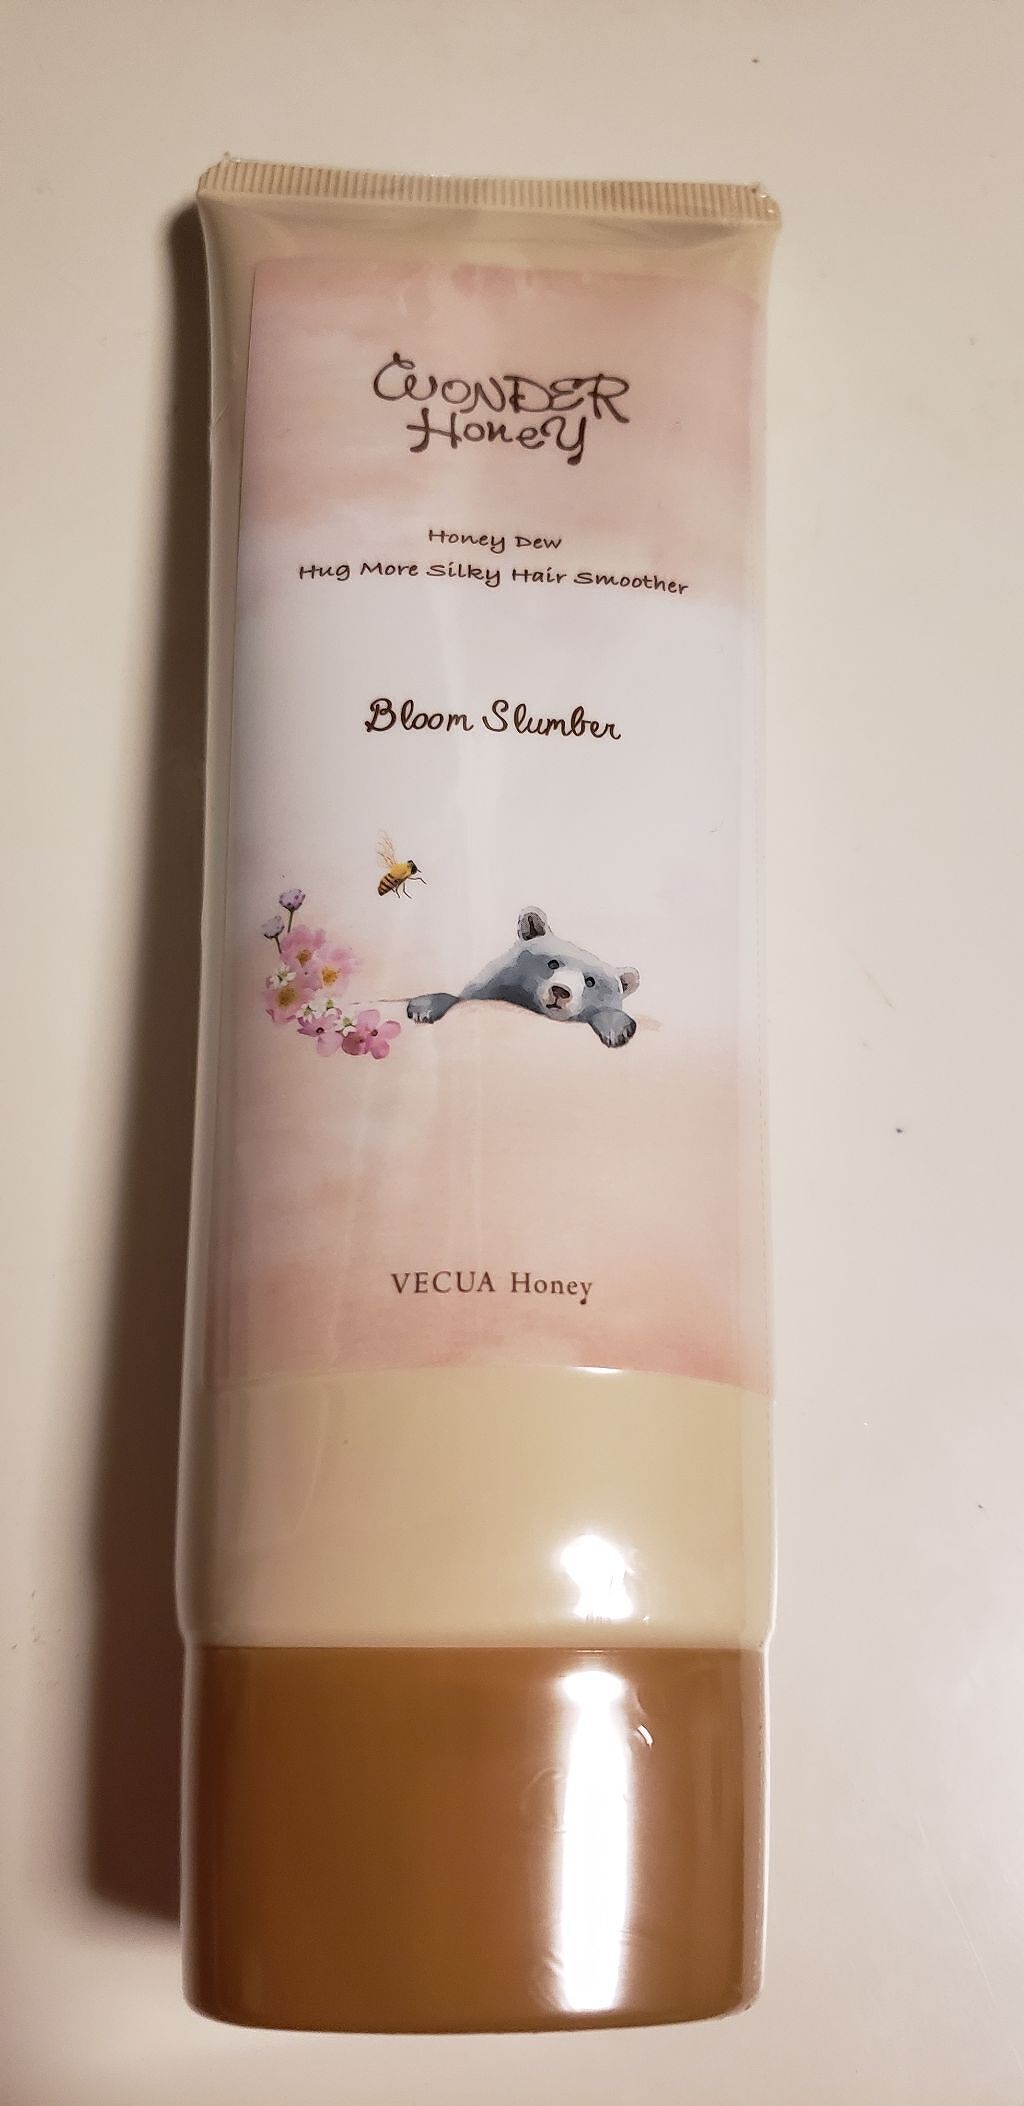 WONDER
Honey
Honey Dew
Hug More Silky Hair Smoother
Bloom Slumber
VECUA Honey